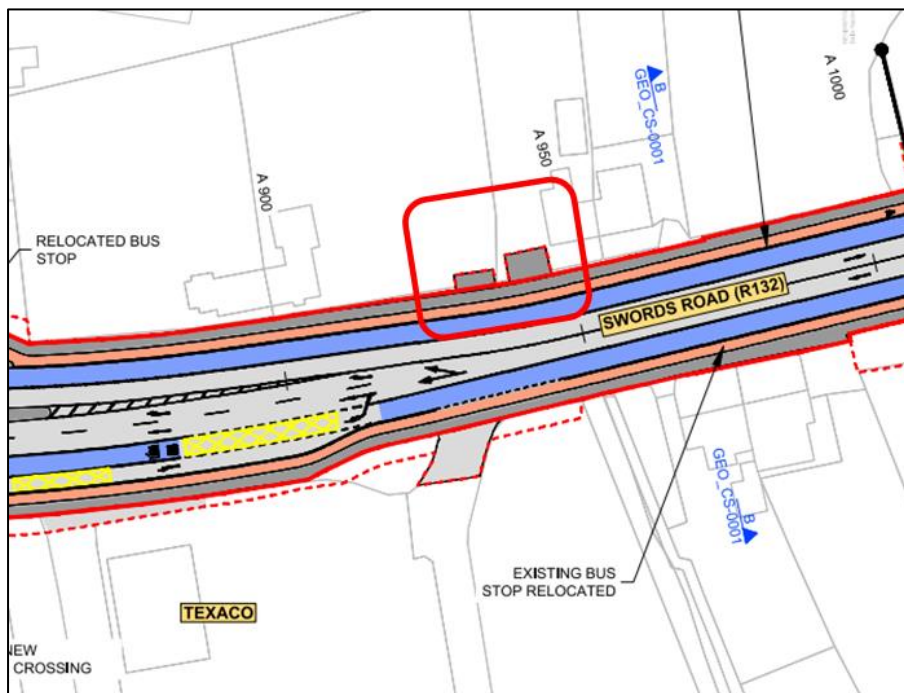 A 1000
B
GEO_CS-0001
A 950
A 900
RELOCATED BUS
STOP
SWORDS ROAD (R132)
B
GEO_CS-0001
EXISTING BUS
STOP RELOCATED
TEXACO
NEW
CROSSING